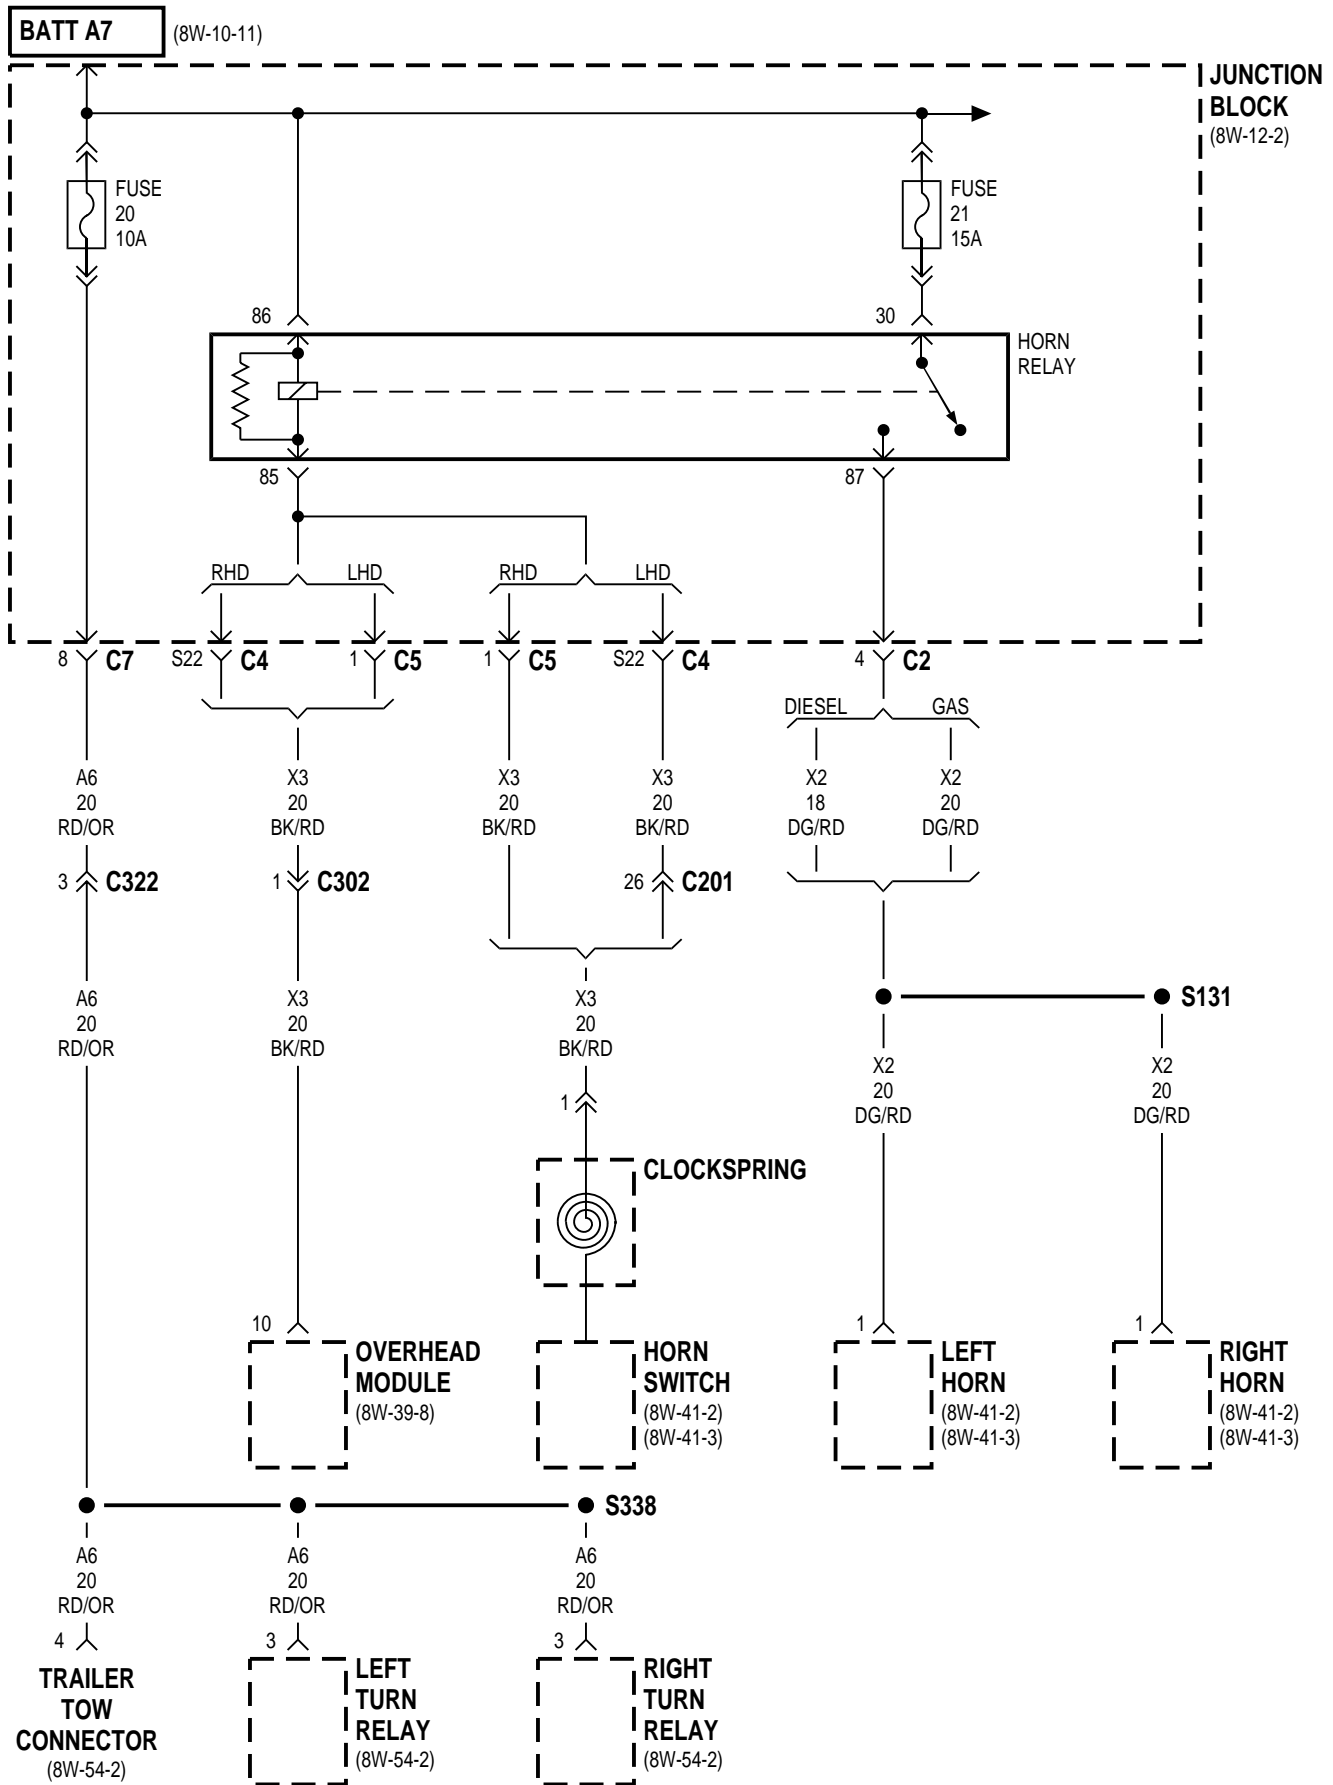 BATT A7 (8W-10-11)
JUNCTION
BLOCK
(8W-12-2)
FUSE
20
10A
FUSE
21
15A
86
30
HORN
RELAY
85
87
RHD LHD
RHD LHD
8 C7
S22 C4
1 C5
1 C5
S22 C4
4 C2
DIESEL GAS
A6
20
RD/OR
X3
20
BK/RD
X3
20
BK/RD
X3
20
BK/RD
X2
18
DG/RD
X2
20
DG/RD
3 C322
1 C302
26 C201
A6
20
RD/OR
X3
20
BK/RD
X3
20
BK/RD
S131
X2
20
DG/RD
X2
20
DG/RD
1
CLOCKSPRING
10
OVERHEAD
MODULE
(8W-39-8)
HORN
SWITCH
(8W-41-2)
(8W-41-3)
1
LEFT
HORN
(8W-41-2)
(8W-41-3)
1
RIGHT
HORN
(8W-41-2)
(8W-41-3)
S338
A6
20
RD/OR
A6
20
RD/OR
A6
20
RD/OR
4
TRAILER
TOW
CONNECTOR
(8W-54-2)
3
LEFT
TURN
RELAY
(8W-54-2)
3
RIGHT
TURN
RELAY
(8W-54-2)